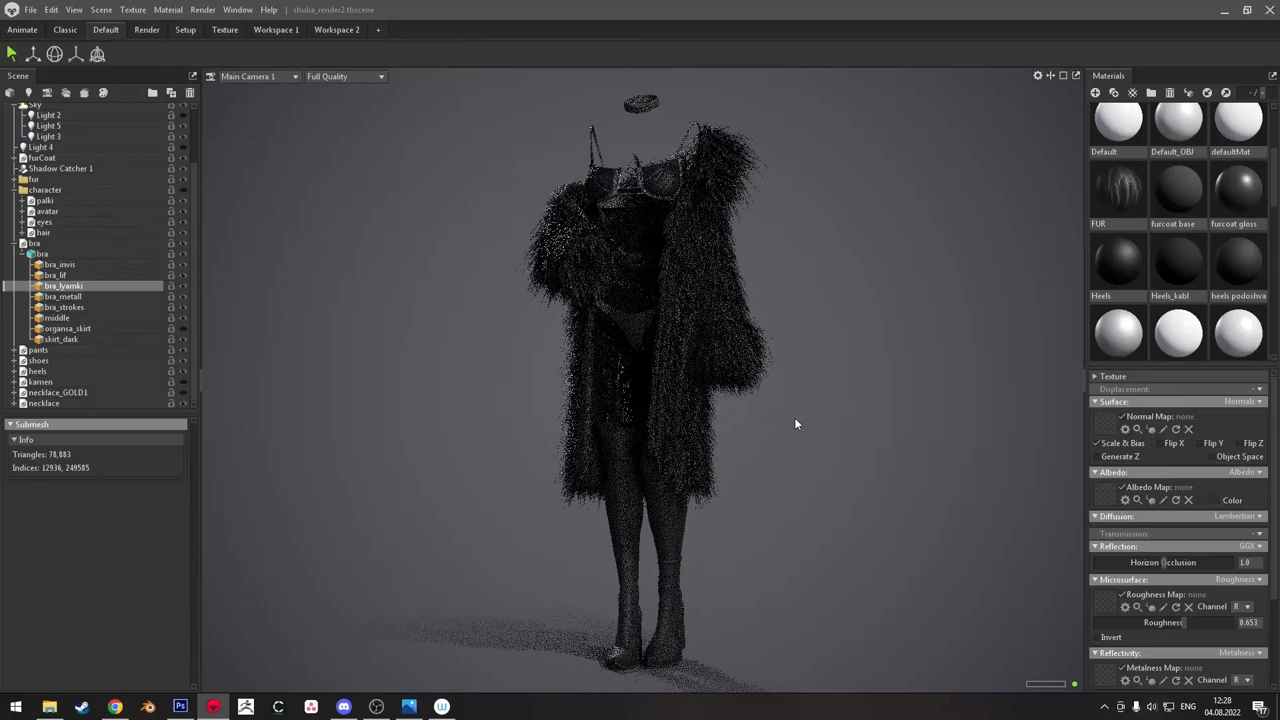 File Edit View Scene Texture Material Render Window Help shuba_render2.tbscene
Animate Classic Default Render Setup Texture Workspace 1 Workspace 2 +
Scene
Main Camera 1 Full Quality
Materials
Sky
Light 2
Light 5
Light 3
Light 4
furCoat
Shadow Catcher 1
fur
character
palki
avatar
eyes
hair
bra
bra
bra_invis
bra_lif
bra_lyamki
bra_metall
bra_strokes
middle
organsa_skirt
skirt_dark
pants
shoes
heels
kamen
necklace_GOLD1
necklace
Submesh
Info
Triangles: 78,883
Indices: 12936, 249585
Default Default_OBJ defaultMat
FUR furcoat base furcoat gloss
Heels Heels_kabl heels podoshva
Texture
Displacement:
Surface: Normals
Normal Map: none
Scale & Bias Flip X Flip Y Flip Z
Generate Z Object Space
Albedo: Albedo
Albedo Map: none
Color
Diffusion: Lambertian
Transmission:
Reflection: GGX
Horizon Occlusion 1.0
Microsurface: Roughness
Roughness Map: none
Channel R
Roughness 0.653
Invert
Reflectivity: Metalness
Metalness Map: none
Channel R
ENG
12:28
04.08.2022
17